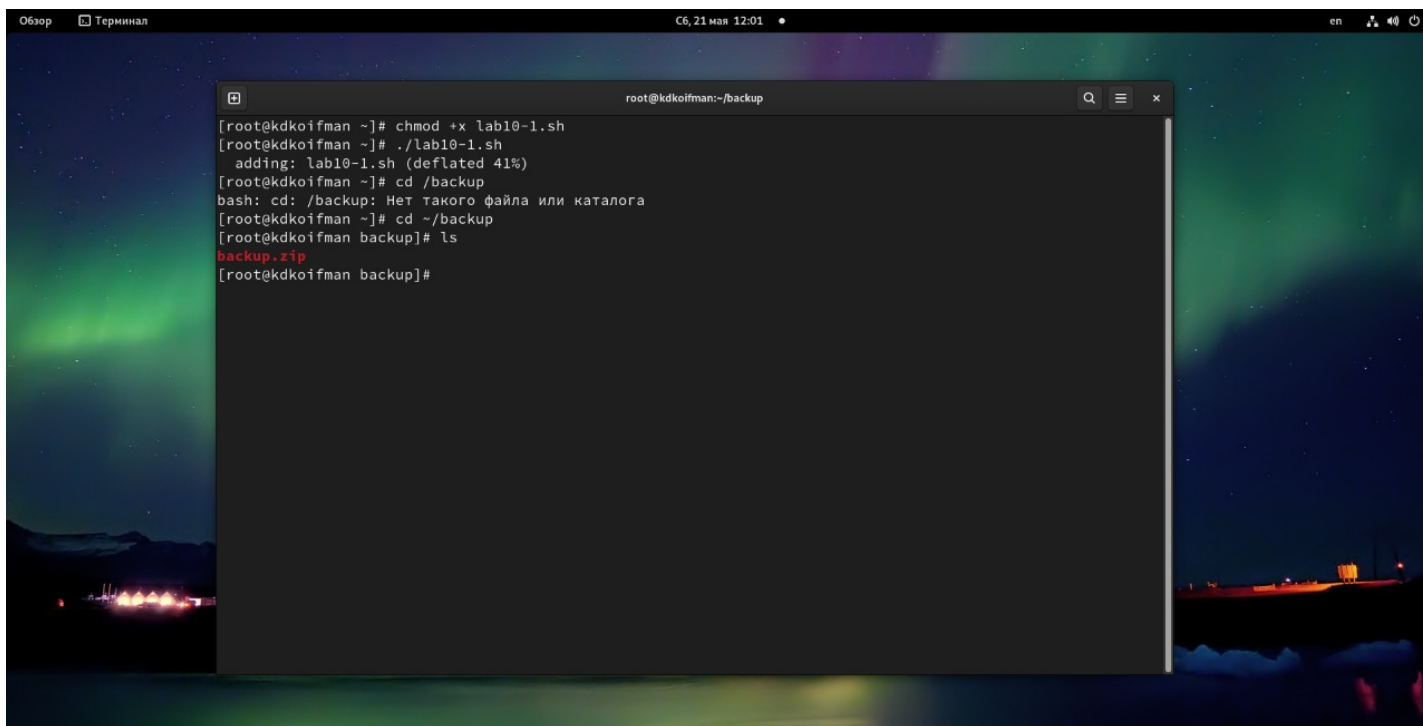 Обзор Терминал Сб, 21 мая 12:01 en
root@kdkoifman:~/backup
[root@kdkoifman ~]# chmod +x lab10-1.sh
[root@kdkoifman ~]# ./lab10-1.sh
  adding: lab10-1.sh (deflated 41%)
[root@kdkoifman ~]# cd /backup
bash: cd: /backup: Нет такого файла или каталога
[root@kdkoifman ~]# cd ~/backup
[root@kdkoifman backup]# ls
backup.zip
[root@kdkoifman backup]#